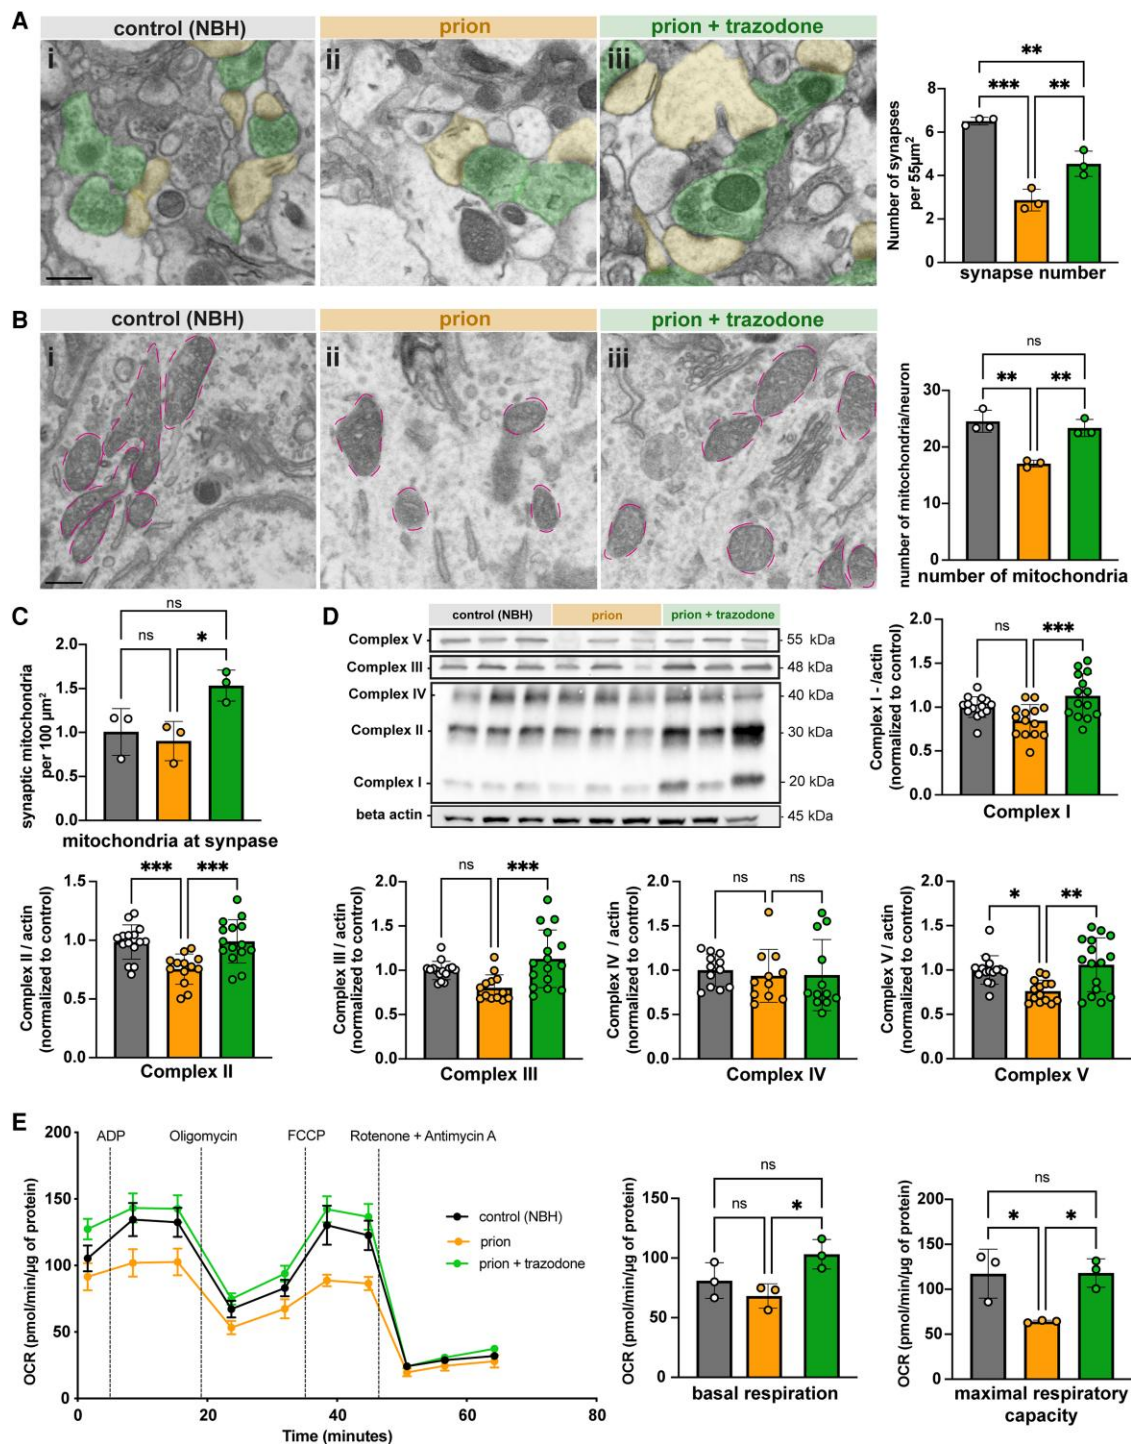 A
control (NBH)
prion
prion + trazodone
i
ii
iii
**
***
**
Number of synapses
per 55µm²
8
6
4
2
0
synapse number
B
control (NBH)
prion
prion + trazodone
i
ii
iii
ns
**
**
number of mitochondria/neuron
30
20
10
0
number of mitochondria
C
ns
ns
*
synaptic mitochondria
per 100 µm²
2.0
1.5
1.0
0.5
0.0
mitochondria at synpase
D
control (NBH)
prion
prion + trazodone
Complex V
55 kDa
Complex III
48 kDa
Complex IV
40 kDa
Complex II
30 kDa
Complex I
20 kDa
beta actin
45 kDa
ns
***
Complex I -/actin
(normalized to control)
2.0
1.5
1.0
0.5
0.0
Complex I
***
***
Complex II / actin
(normalized to control)
1.5
1.0
0.5
0.0
Complex II
ns
***
Complex III / actin
(normalized to control)
2.0
1.5
1.0
0.5
0.0
Complex III
ns
ns
Complex IV / actin
(normalized to control)
2.0
1.5
1.0
0.5
0.0
Complex IV
*
**
Complex V / actin
(normalized to control)
2.0
1.5
1.0
0.5
0.0
Complex V
E
ADP
Oligomycin
FCCP
Rotenone + Antimycin A
OCR (pmol/min/µg of protein)
200
150
100
50
0
0
20
40
60
80
Time (minutes)
control (NBH)
prion
prion + trazodone
ns
ns
*
OCR (pmol/min/µg of protein)
150
100
50
0
basal respiration
ns
*
*
OCR (pmol/min/µg of protein)
200
150
100
50
0
maximal respiratory
capacity